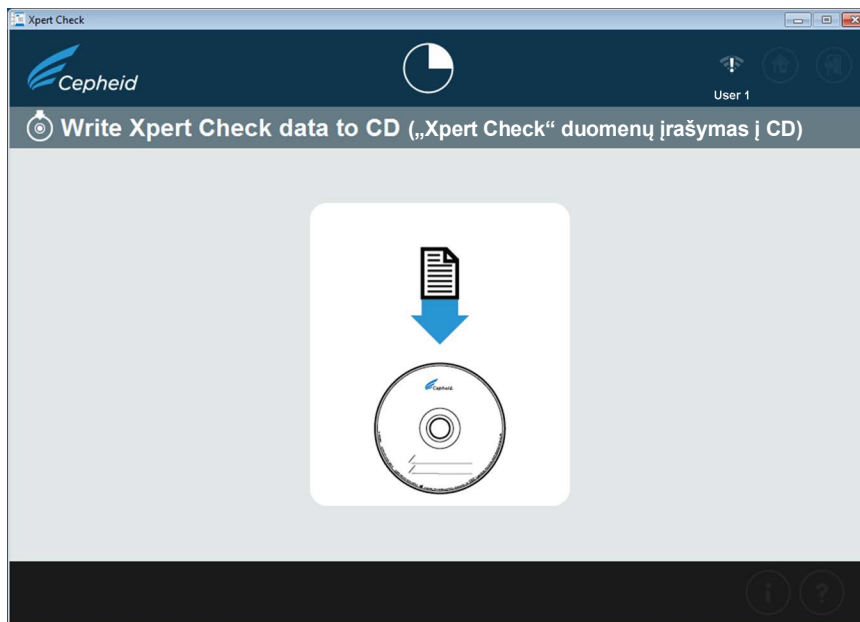 Xpert Check
Cepheid
User 1
Write Xpert Check data to CD („Xpert Check“ duomenų įrašymas į CD)
Cepheid.